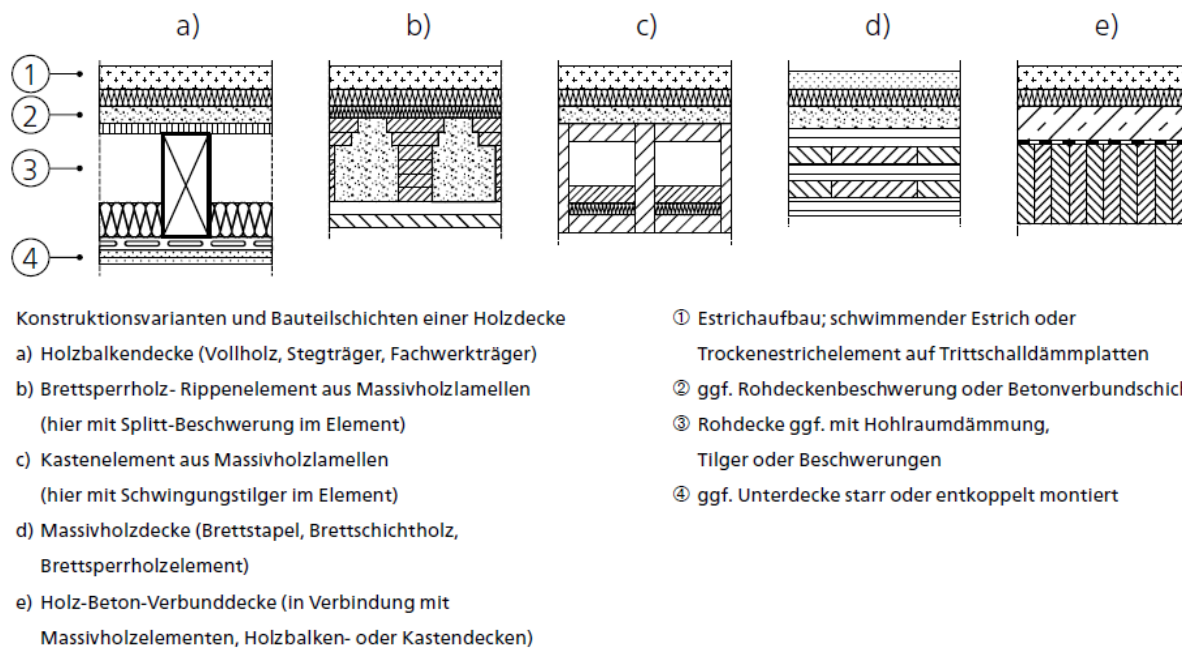 a) b) c) d) e)
1
2
3
4
Konstruktionsvarianten und Bauteilschichten einer Holzdecke
a) Holzbalkendecke (Vollholz, Stegträger, Fachwerkträger)
b) Brettsperrholz- Rippenelement aus Massivholzlamellen
(hier mit Splitt-Beschwerung im Element)
c) Kastenelement aus Massivholzlamellen
(hier mit Schwingungstilger im Element)
d) Massivholzdecke (Brettstapel, Brettschichtholz,
Brettsperrholzelement)
e) Holz-Beton-Verbunddecke (in Verbindung mit
Massivholzelementen, Holzbalken- oder Kastendecken)
① Estrichaufbau; schwimmender Estrich oder
Trockenestrichelement auf Trittschalldämmplatten
② ggf. Rohdeckenbeschwerung oder Betonverbundschich
③ Rohdecke ggf. mit Hohlraumdämmung,
Tilger oder Beschwerungen
④ ggf. Unterdecke starr oder entkoppelt montiert